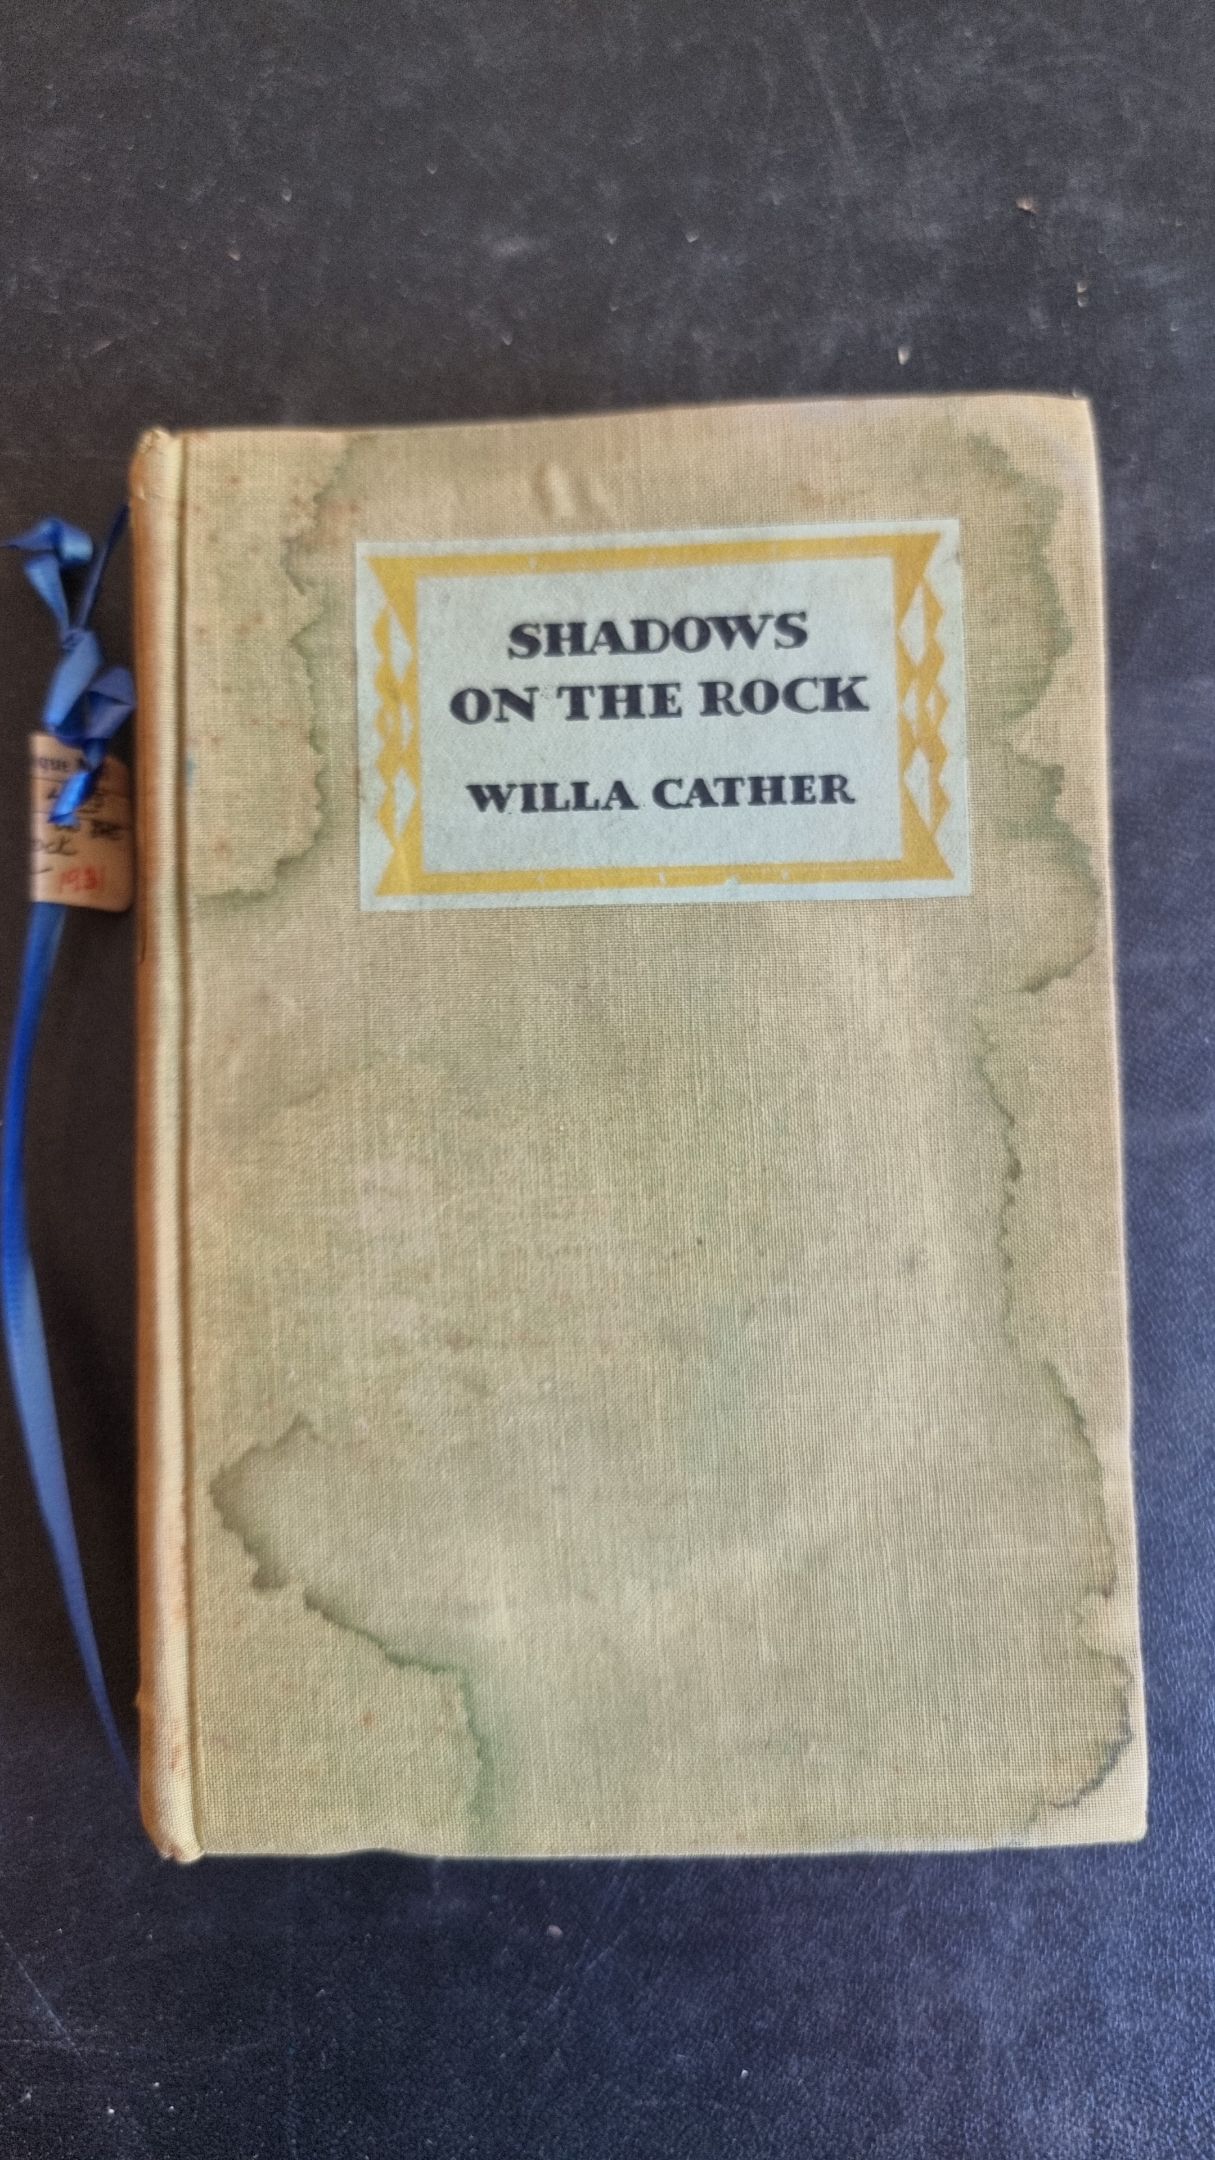 SHADOWS
ON THE ROCK
WILLA CATHER
1931